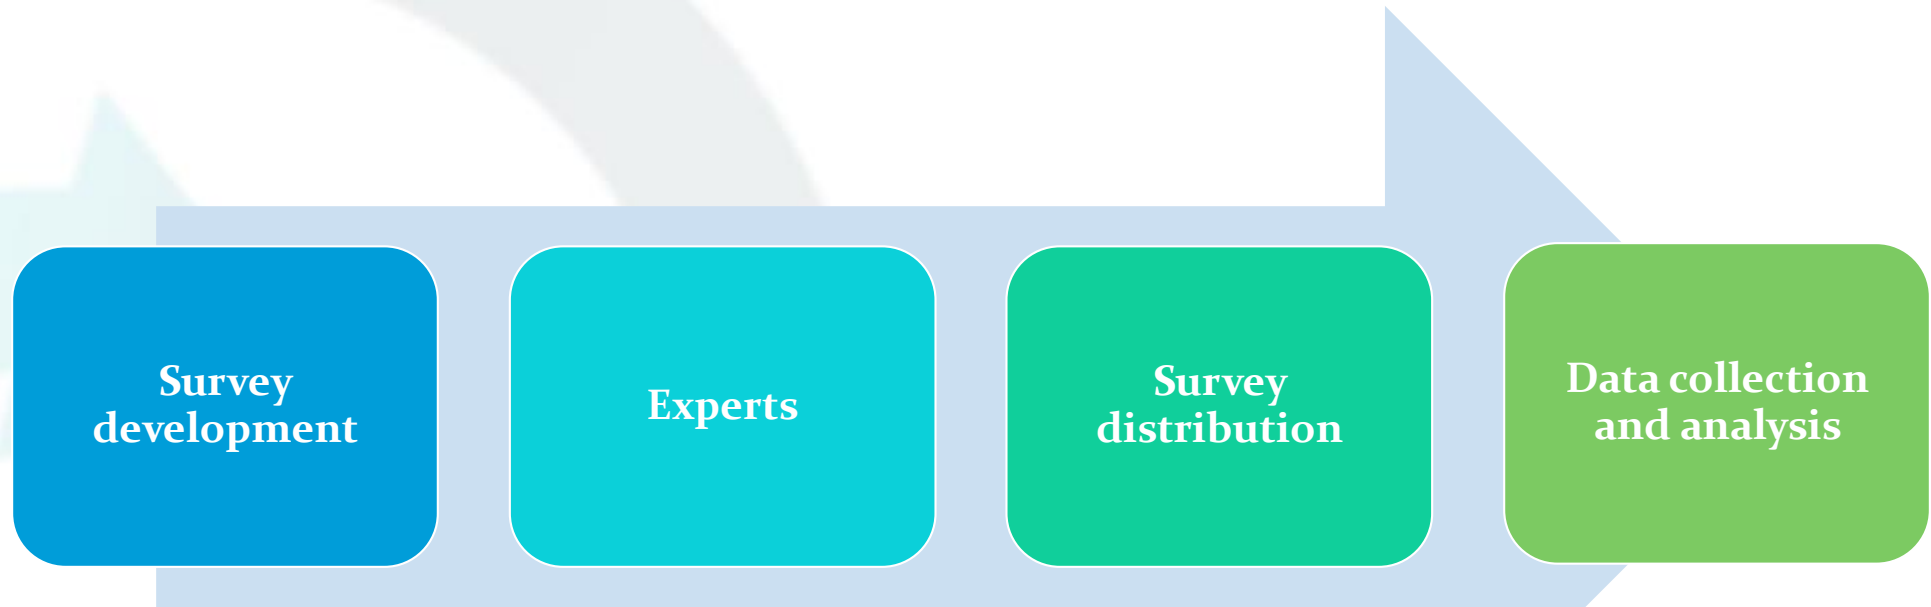 Survey
development
Experts
Survey
distribution
Data collection
and analysis